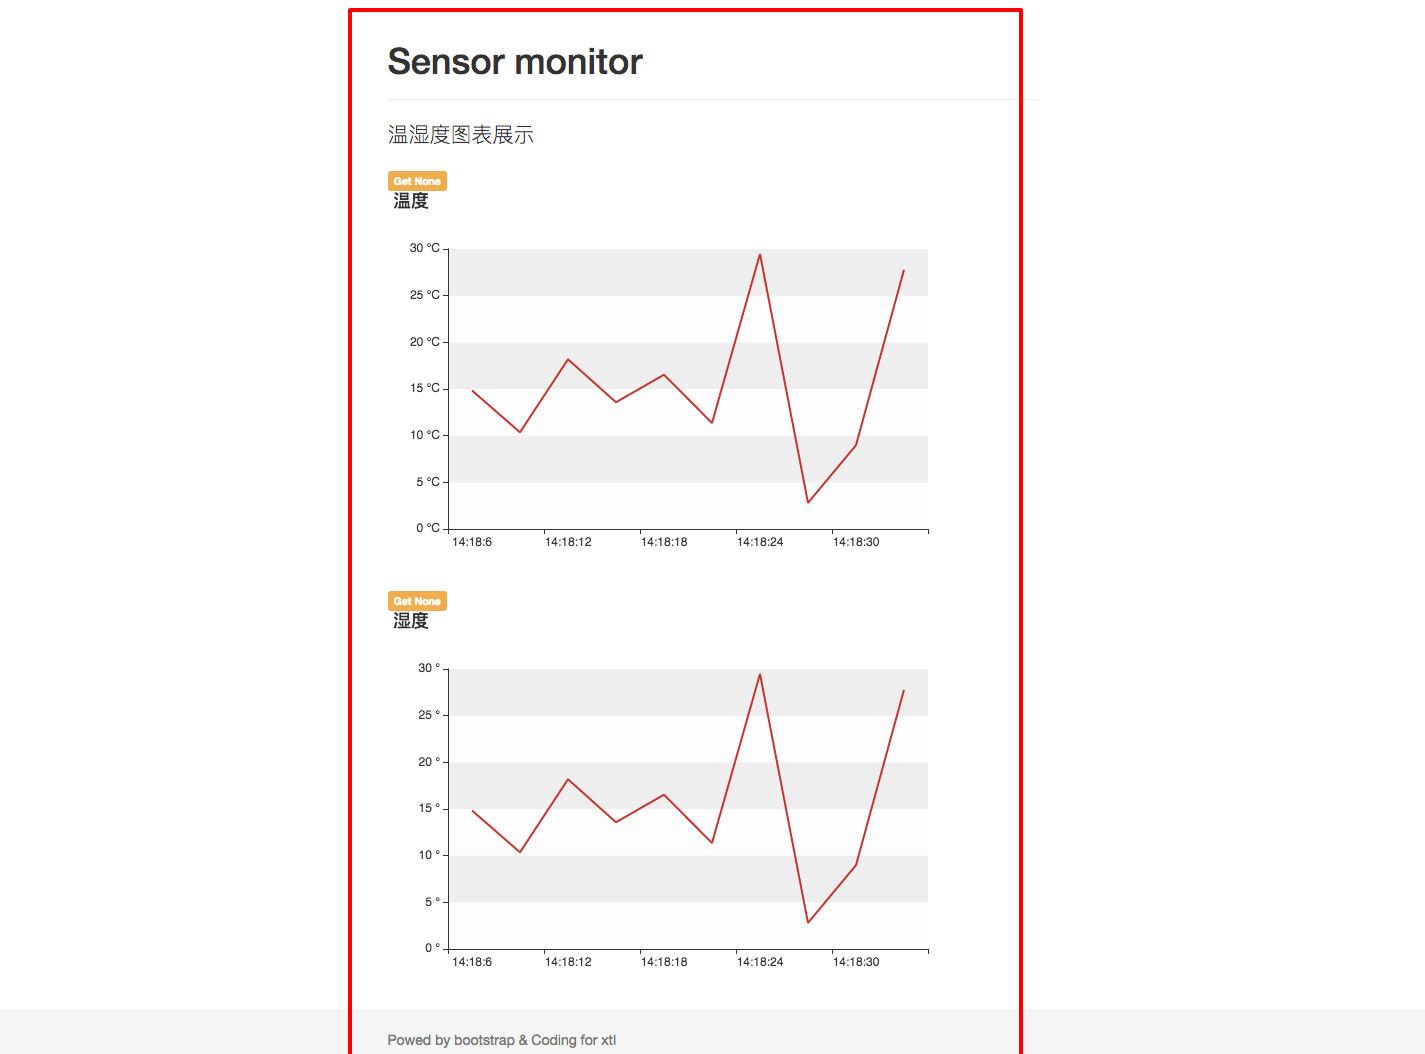 Sensor monitor
温湿度图表展示
Get None
温度
30 °C
25 °C
20 °C
15 °C
10 °C
5 °C
0 °C
14:18:6 14:18:12 14:18:18 14:18:24 14:18:30
Get None
湿度
30 °
25 °
20 °
15 °
10 °
5 °
0 °
14:18:6 14:18:12 14:18:18 14:18:24 14:18:30
Powed by bootstrap & Coding for xtl